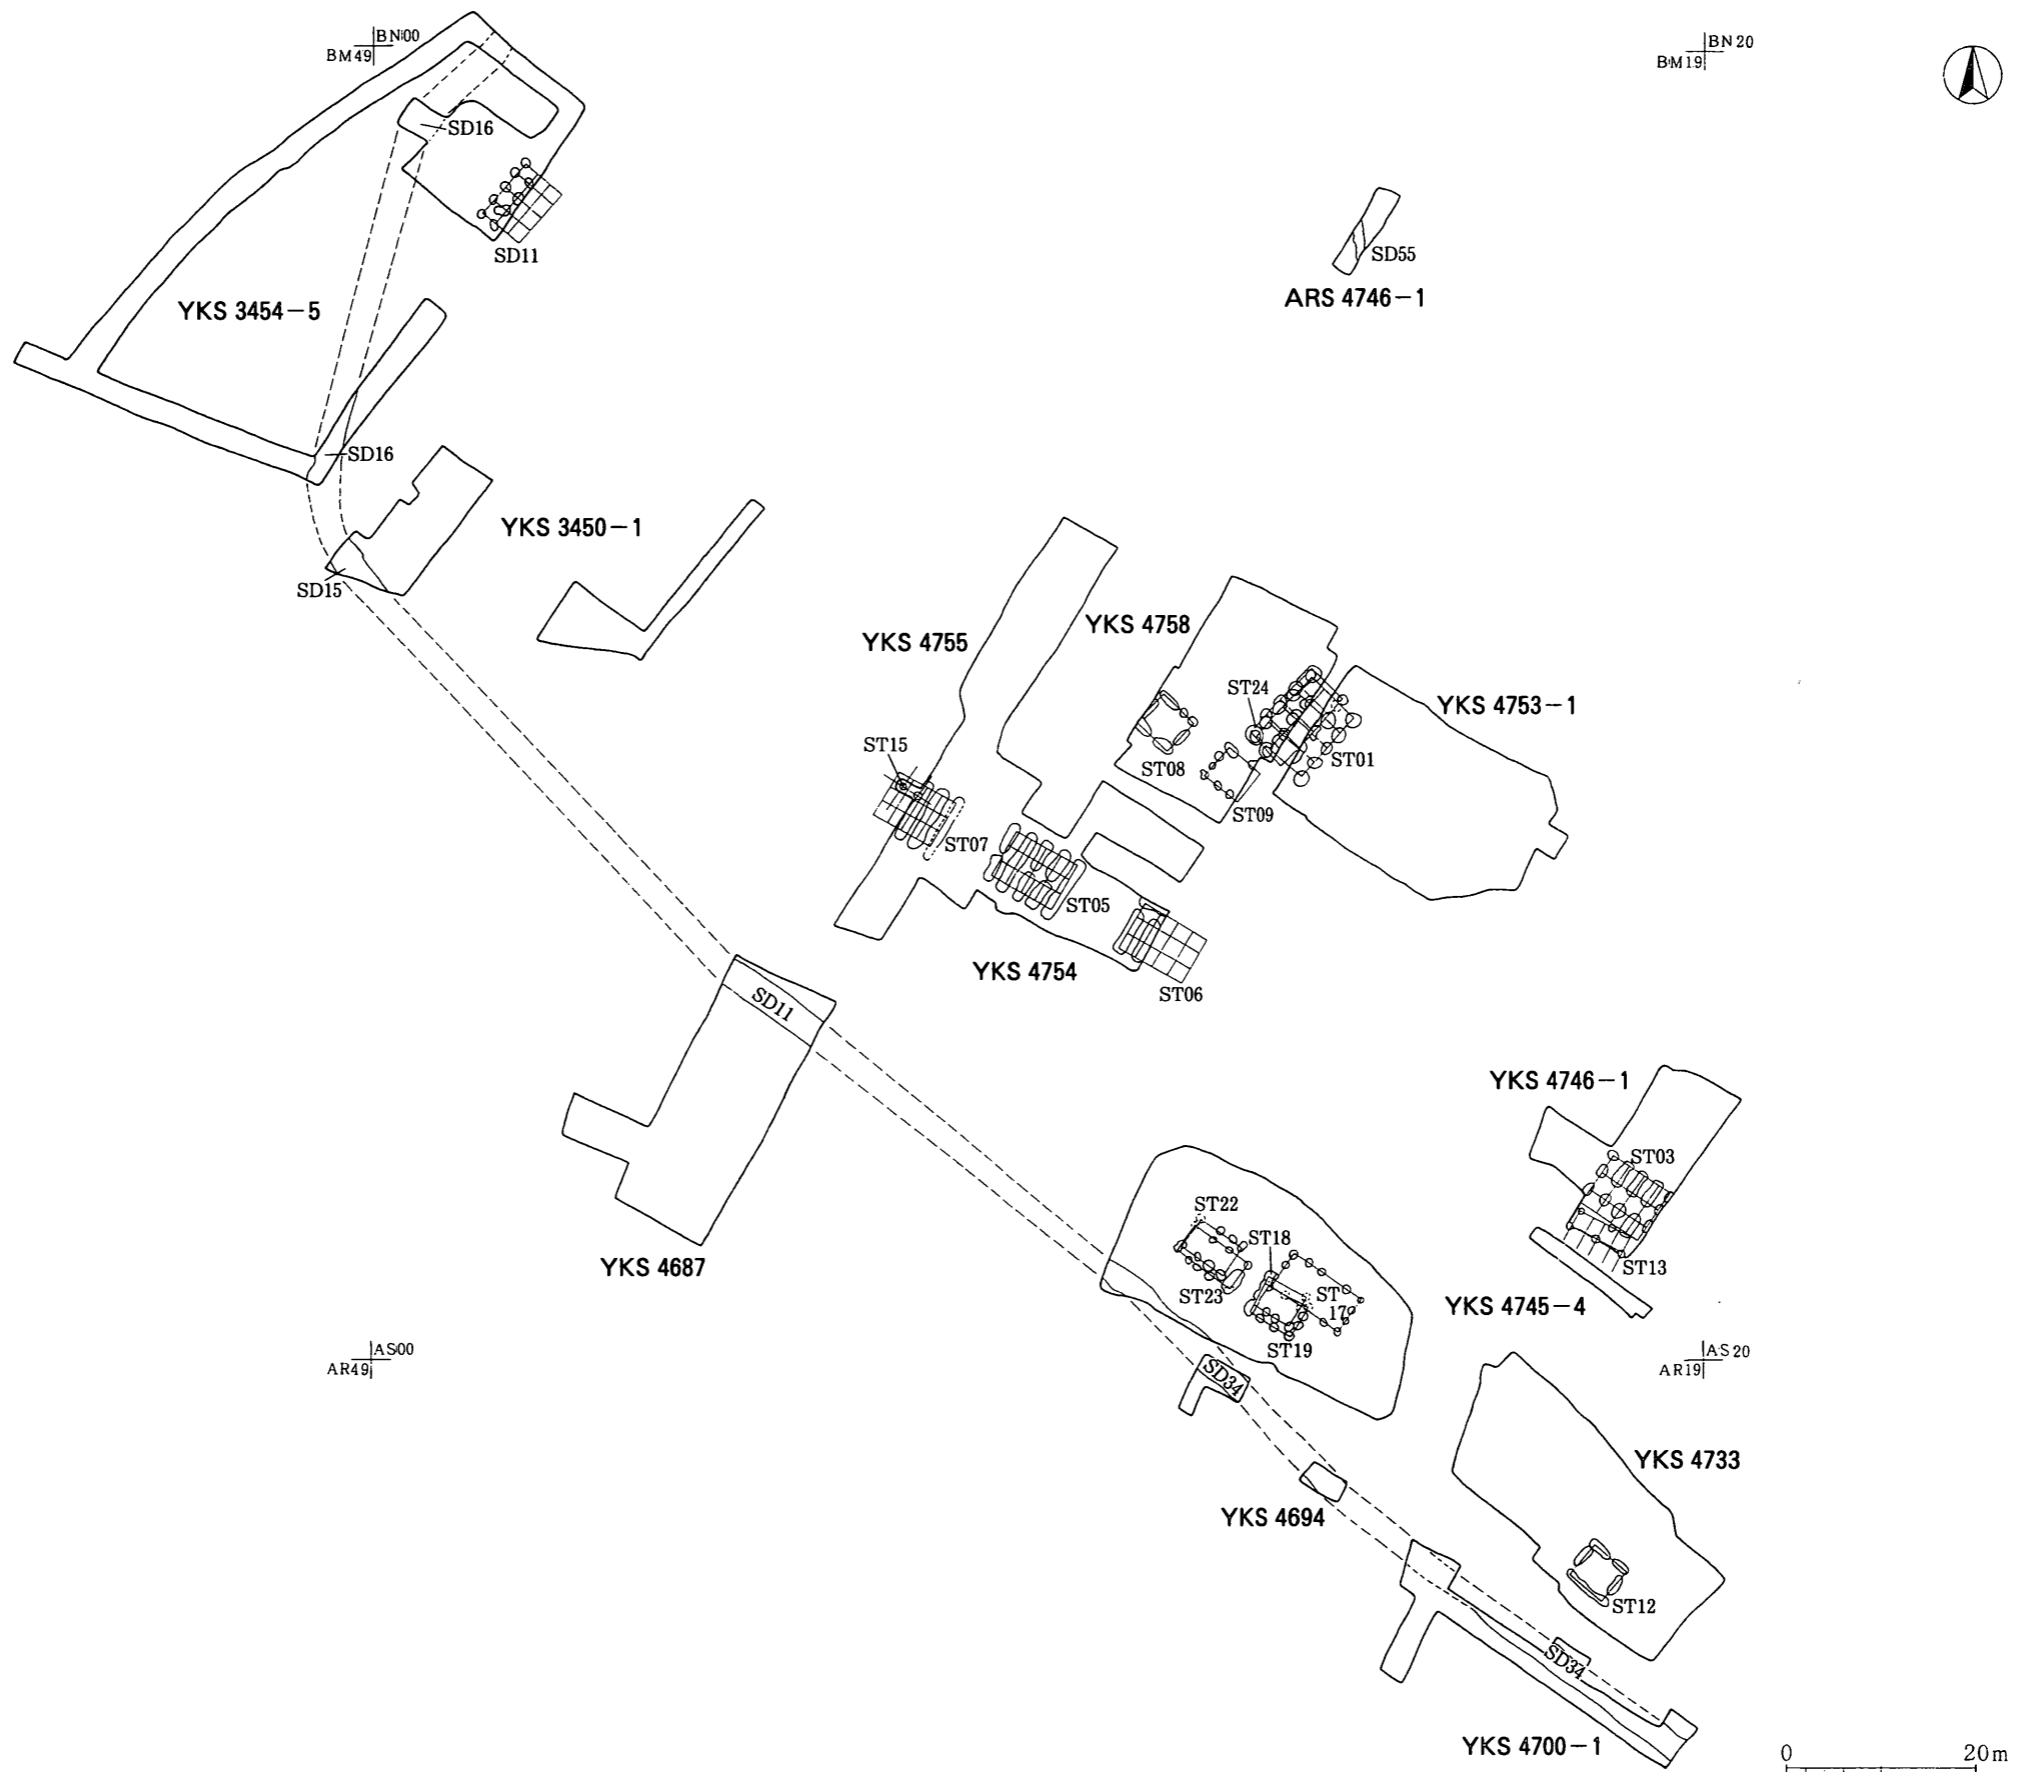 BN00
BM49
BN20
BM19
SD16
SD11
YKS 3454-5
SD55
ARS 4746-1
SD16
YKS 3450-1
SD15
YKS 4755
YKS 4758
ST24
YKS 4753-1
ST15
ST08
ST01
ST09
ST07
ST05
YKS 4754
ST06
SD11
YKS 4746-1
ST03
ST22
ST18
ST13
YKS 4687
ST23
ST
17
YKS 4745-4
ST19
AS00
AR49
AS20
AR19
SD34
YKS 4733
YKS 4694
ST12
SD34
YKS 4700-1
0 20m